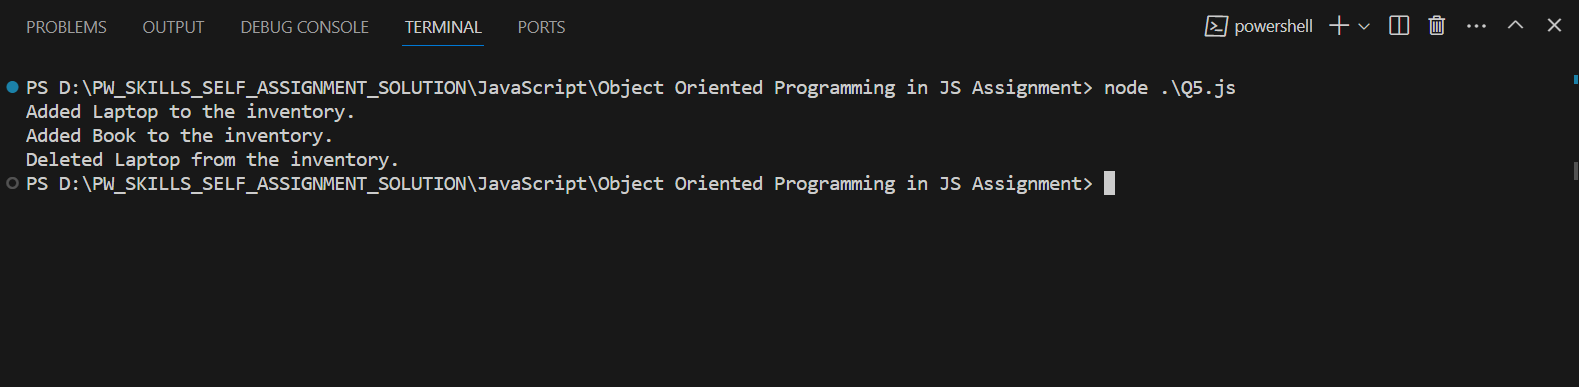 PROBLEMS OUTPUT DEBUG CONSOLE TERMINAL PORTS powershell
PS D:\PW_SKILLS_SELF_ASSIGNMENT_SOLUTION\JavaScript\Object Oriented Programming in JS Assignment> node .\Q5.js
Added Laptop to the inventory.
Added Book to the inventory.
Deleted Laptop from the inventory.
PS D:\PW_SKILLS_SELF_ASSIGNMENT_SOLUTION\JavaScript\Object Oriented Programming in JS Assignment>